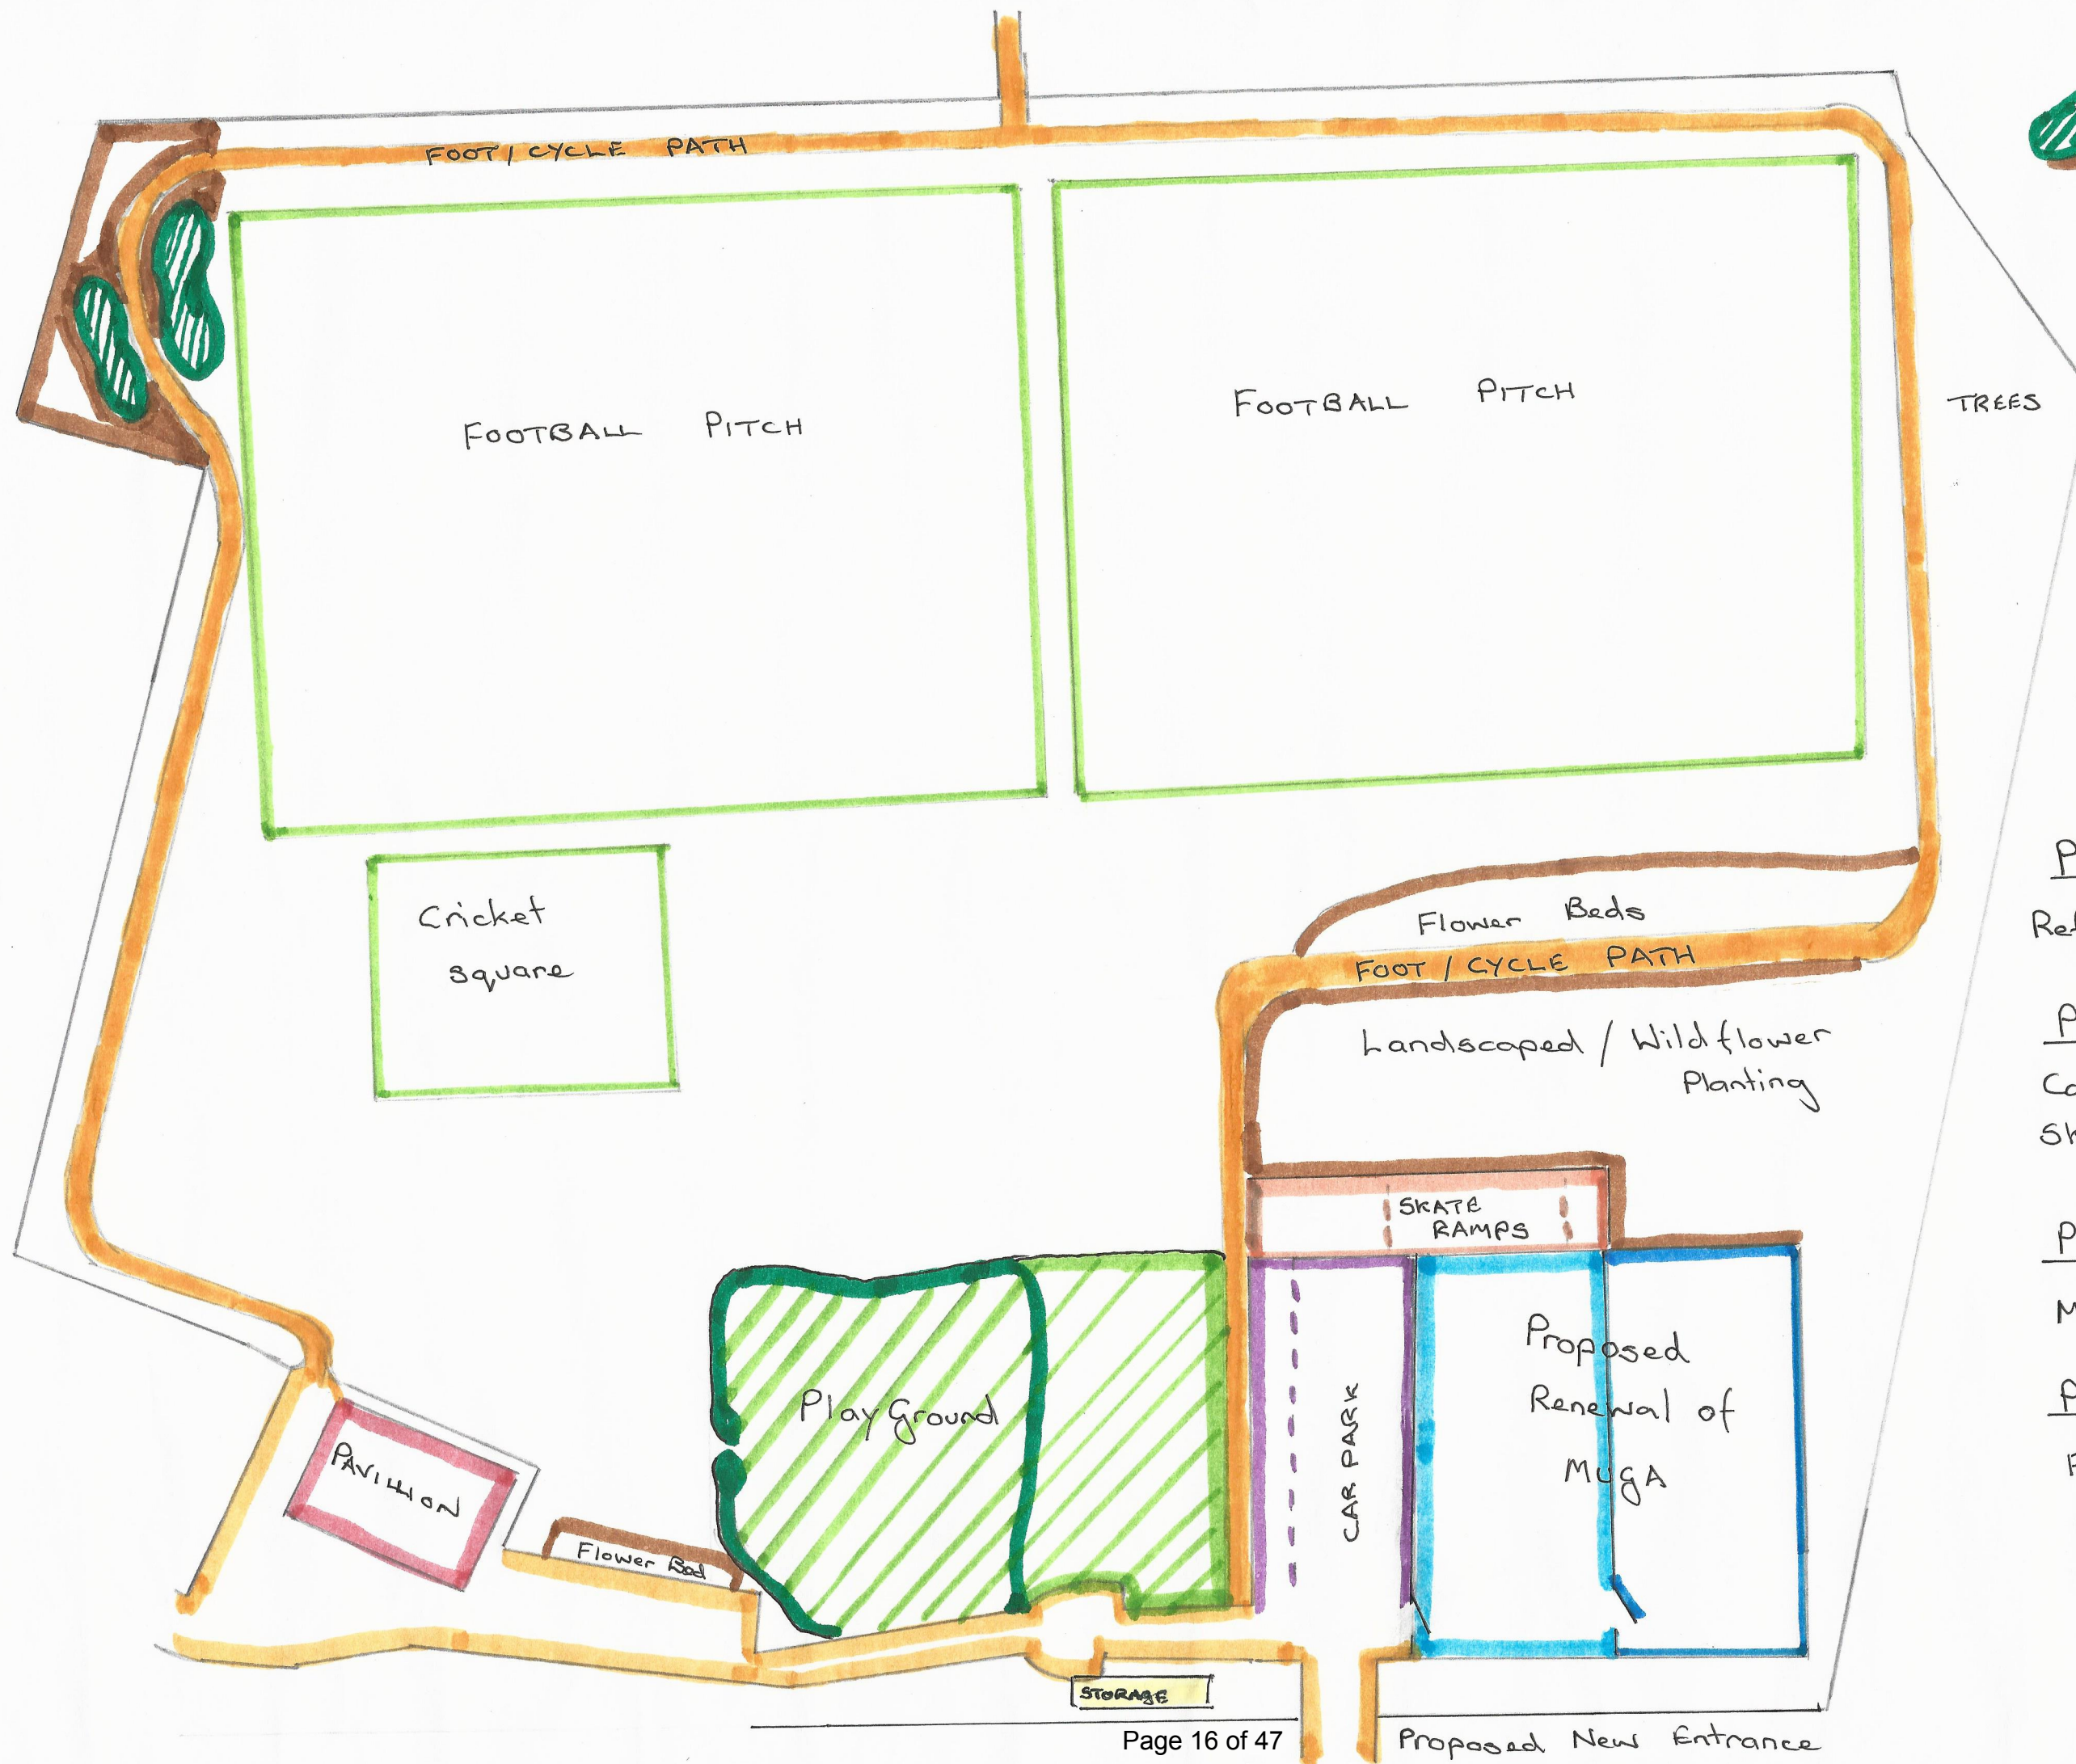 FOOT / CYCLE PATH
FOOTBALL PITCH
FOOTBALL PITCH
TREES
Cricket
square
Flower Beds
FOOT / CYCLE PATH
Landscaped / Wildflower
Planting
SKATE
RAMPS
Play Ground
CAR PARK
Proposed
Renewal of
MUGA
PAVILLION
Flower Bed
STORAGE
Page 16 of 47
Proposed New Entrance